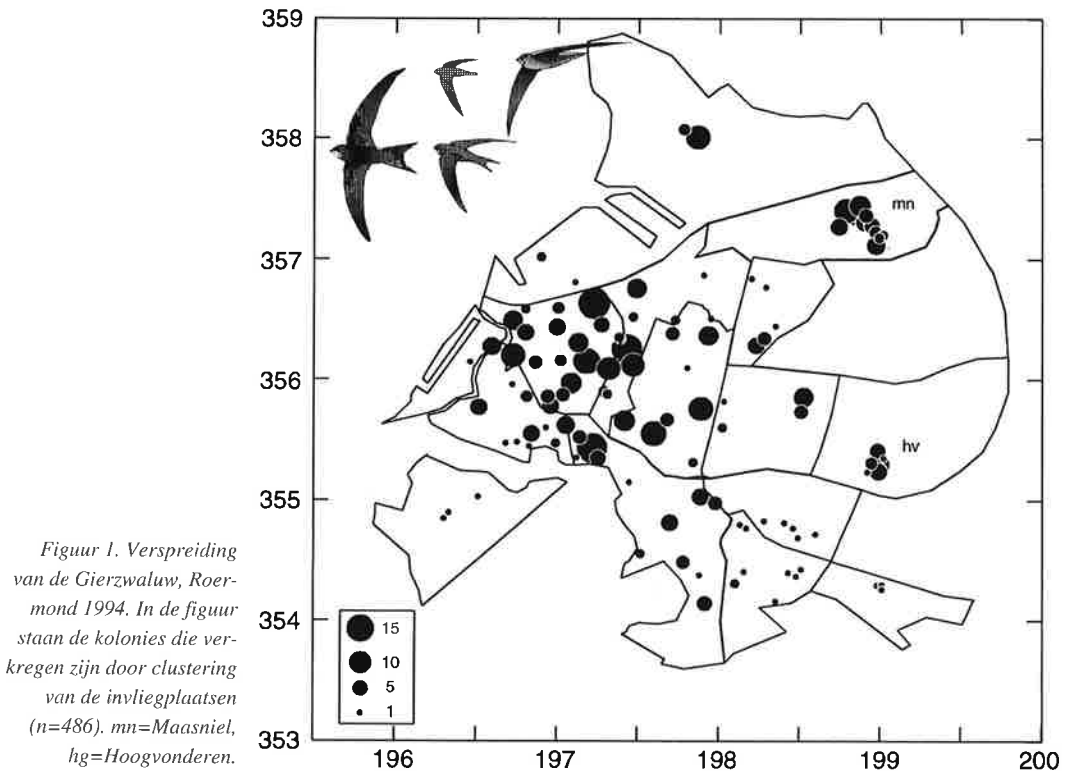 359
358
357
356
355
354
353
mn
hv
15
10
5
1
196
197
198
199
200
Figuur 1. Verspreiding
van de Gierzwaluw, Roer-
mond 1994. In de figuur
staan de kolonies die ver-
kregen zijn door clustering
van de invliegplaatsen
(n=486). mn=Maasniel,
hg=Hoogvonderen.